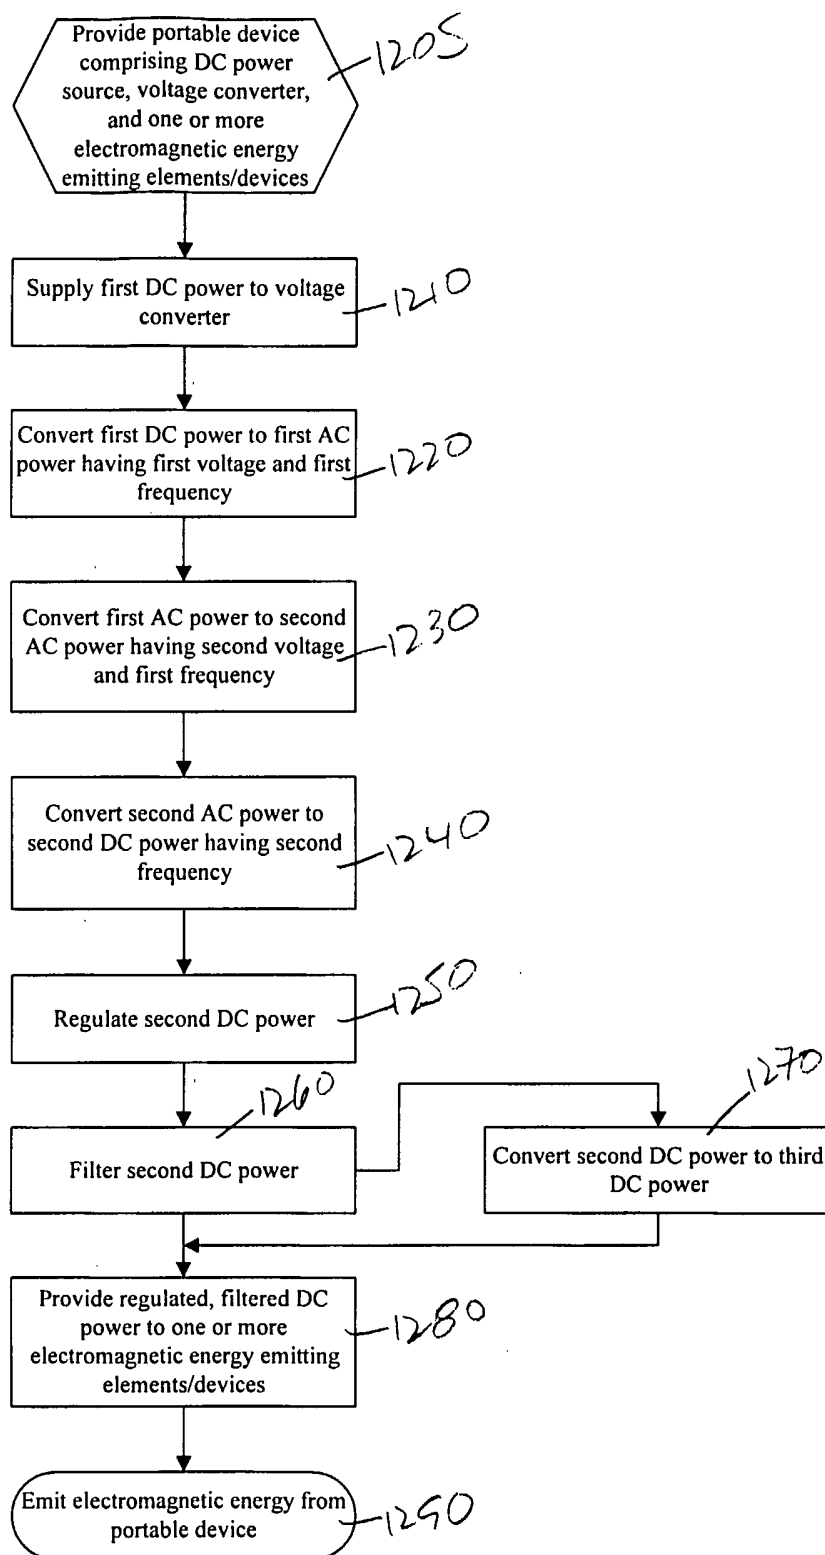 Provide portable device
comprising DC power
source, voltage converter,
and one or more
electromagnetic energy
emitting elements/devices
1205
Supply first DC power to voltage
converter
1210
Convert first DC power to first AC
power having first voltage and first
frequency
1220
Convert first AC power to second
AC power having second voltage
and first frequency
1230
Convert second AC power to
second DC power having second
frequency
1240
Regulate second DC power
1250
1260
Filter second DC power
1270
Convert second DC power to third
DC power
Provide regulated, filtered DC
power to one or more
electromagnetic energy emitting
elements/devices
1280
Emit electromagnetic energy from
portable device
1290